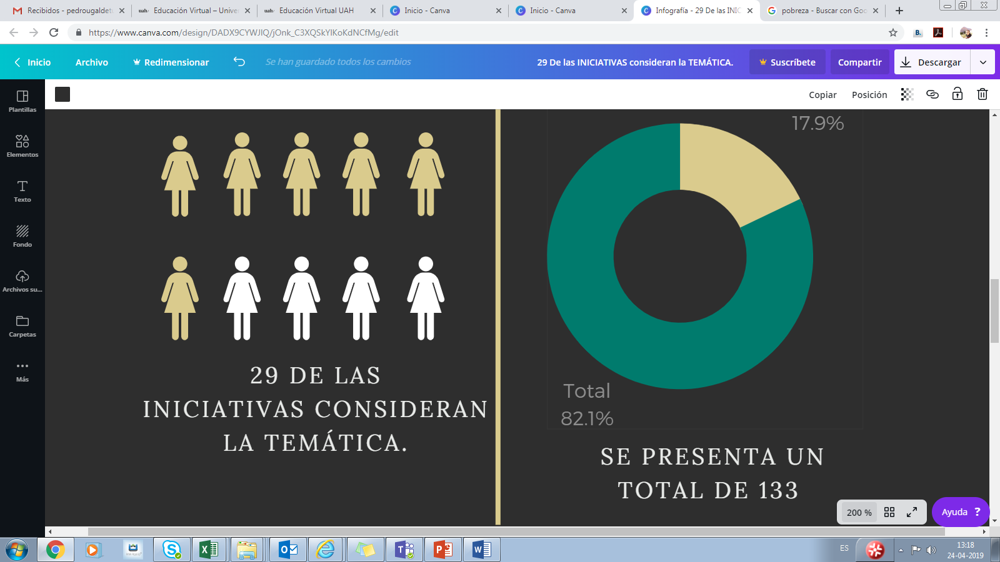 Recibidos - pedrougaldet
Educación Virtual – Univer
Educación Virtual UAH
Inicio - Canva
Inicio - Canva
Infografía - 29 De las INIC
pobreza - Buscar con Goo
https://www.canva.com/design/DADX9CYWJIQ/jOnk_C3XQSkYlKoKdNCfMg/edit
Inicio
Archivo
Redimensionar
Se han guardado todos los cambios
29 De las INICIATIVAS consideran la TEMÁTICA.
Suscríbete
Compartir
Descargar
Copiar
Posición
Plantillas
Elementos
Texto
Fondo
Archivos su...
Carpetas
Más
17.9%
Total
82.1%
29 DE LAS
INICIATIVAS CONSIDERAN
LA TEMÁTICA.
SE PRESENTA UN
TOTAL DE 133
200 %
Ayuda ?
ES
13:18
24-04-2019